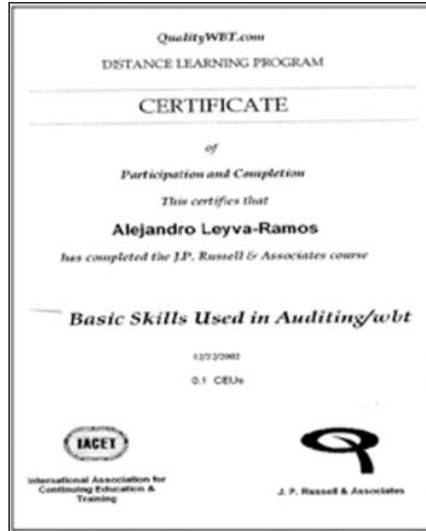 QualityWBT.com
DISTANCE LEARNING PROGRAM
CERTIFICATE
of
Participation and Completion
This certifies that
Alejandro Leyva-Ramos
has completed the J.P. Russell & Associates course
Basic Skills Used in Auditing/wbt
0.1 CEUs
IACET
International Association for
Continuing Education &
Training
J. P. Russell & Associates